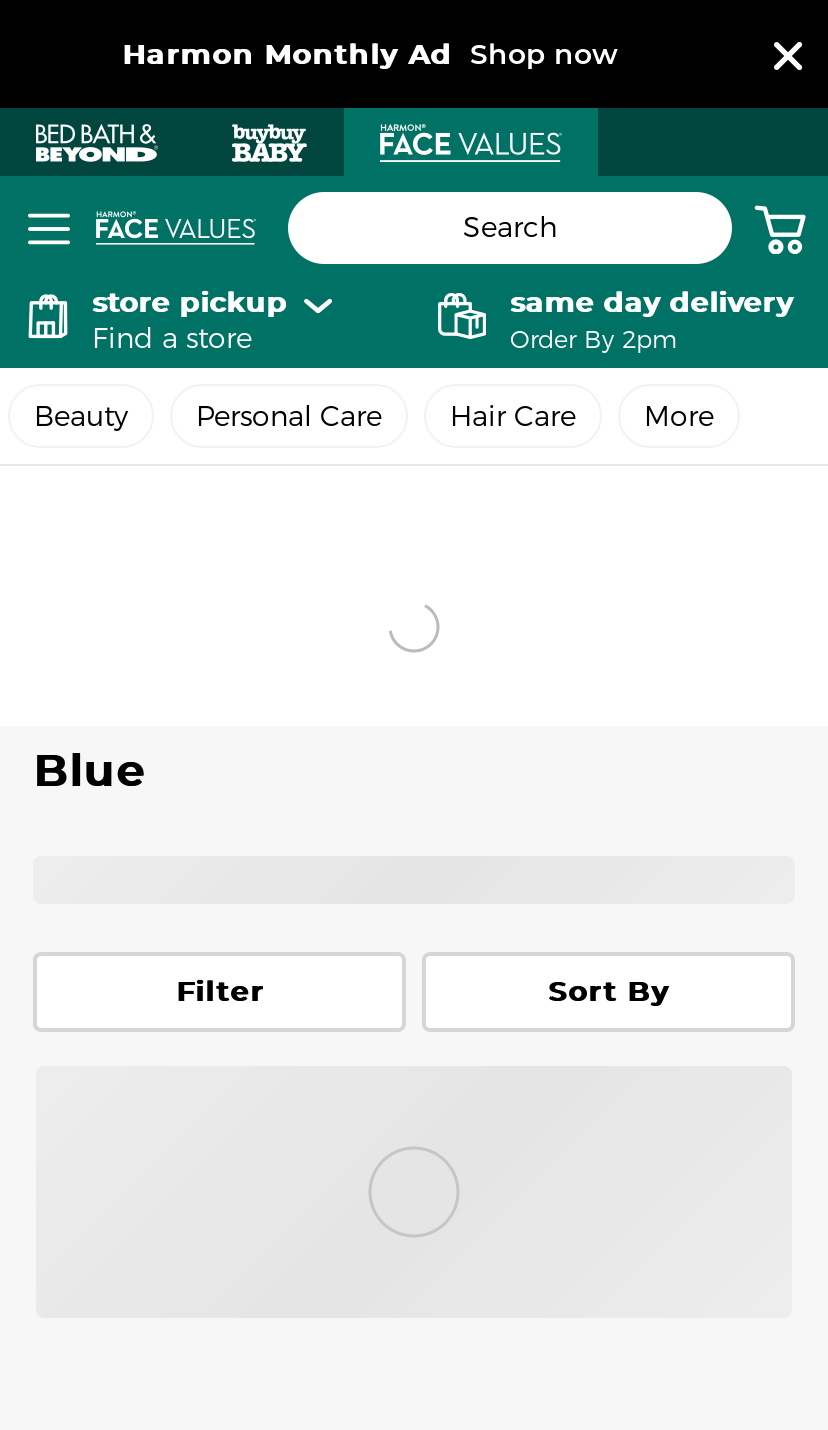 Harmon Monthly Ad Shop now
BED BATH &
BEYOND®
buybuy
BABY
HARMON®
FACE VALUES
HARMON®
FACE VALUES
Search
store pickup
Find a store
same day delivery
Order By 2pm
Beauty
Personal Care
Hair Care
More
Blue
Filter
Sort By